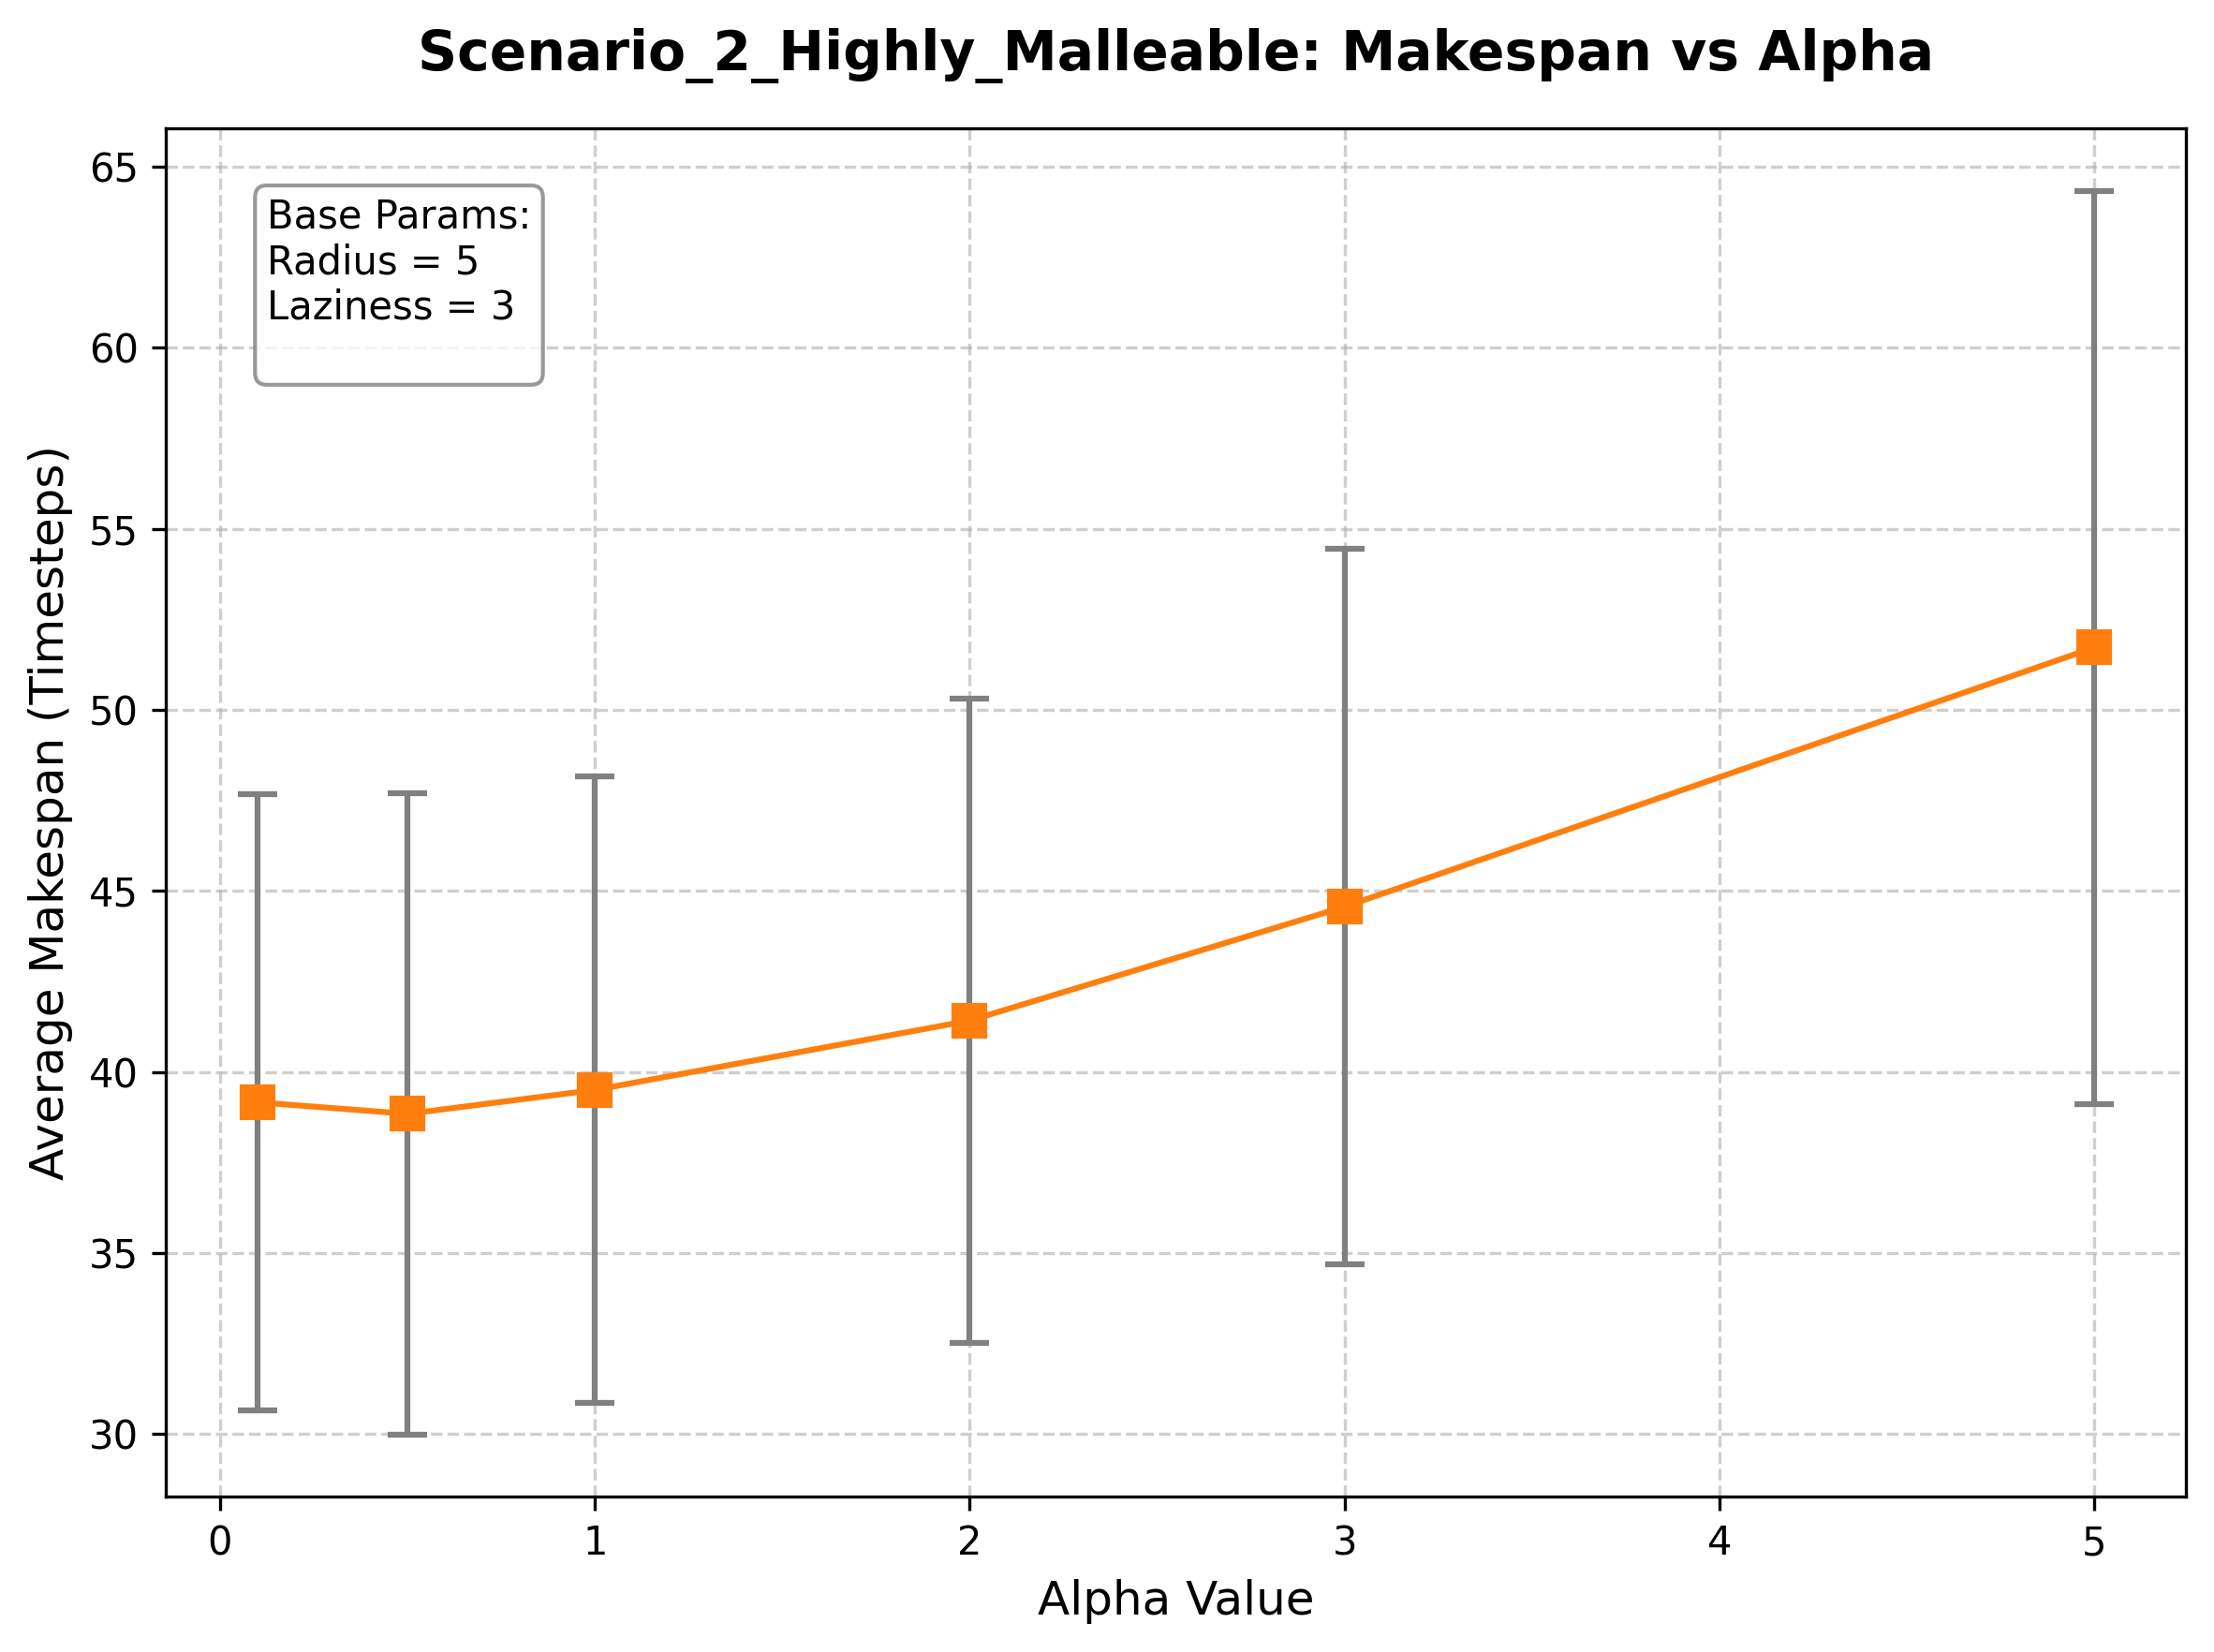 Scenario_2_Highly_Malleable: Makespan vs Alpha
Base Params:
Radius = 5
Laziness = 3
Average Makespan (Timesteps)
65
60
55
50
45
40
35
30
0 1 2 3 4 5
Alpha Value